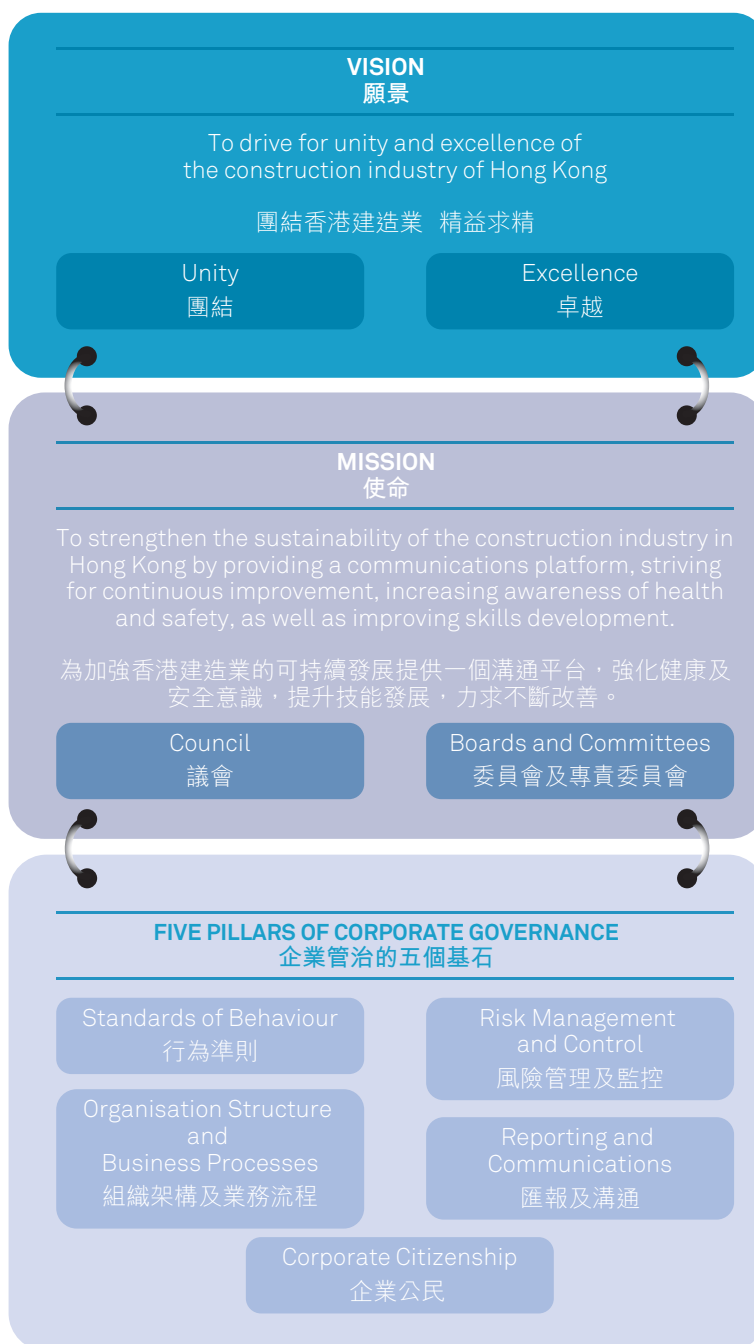 VISION
願景
To drive for unity and excellence of
the construction industry of Hong Kong
團結香港建造業 精益求精
Unity
團結
Excellence
卓越
MISSION
使命
To strengthen the sustainability of the construction industry in
Hong Kong by providing a communications platform, striving
for continuous improvement, increasing awareness of health
and safety, as well as improving skills development.
為加強香港建造業的可持續發展提供一個溝通平台，強化健康及
安全意識，提升技能發展，力求不斷改善。
Council
議會
Boards and Committees
委員會及專責委員會
FIVE PILLARS OF CORPORATE GOVERNANCE
企業管治的五個基石
Standards of Behaviour
行為準則
Risk Management
and Control
風險管理及監控
Organisation Structure
and
Business Processes
組織架構及業務流程
Reporting and
Communications
匯報及溝通
Corporate Citizenship
企業公民